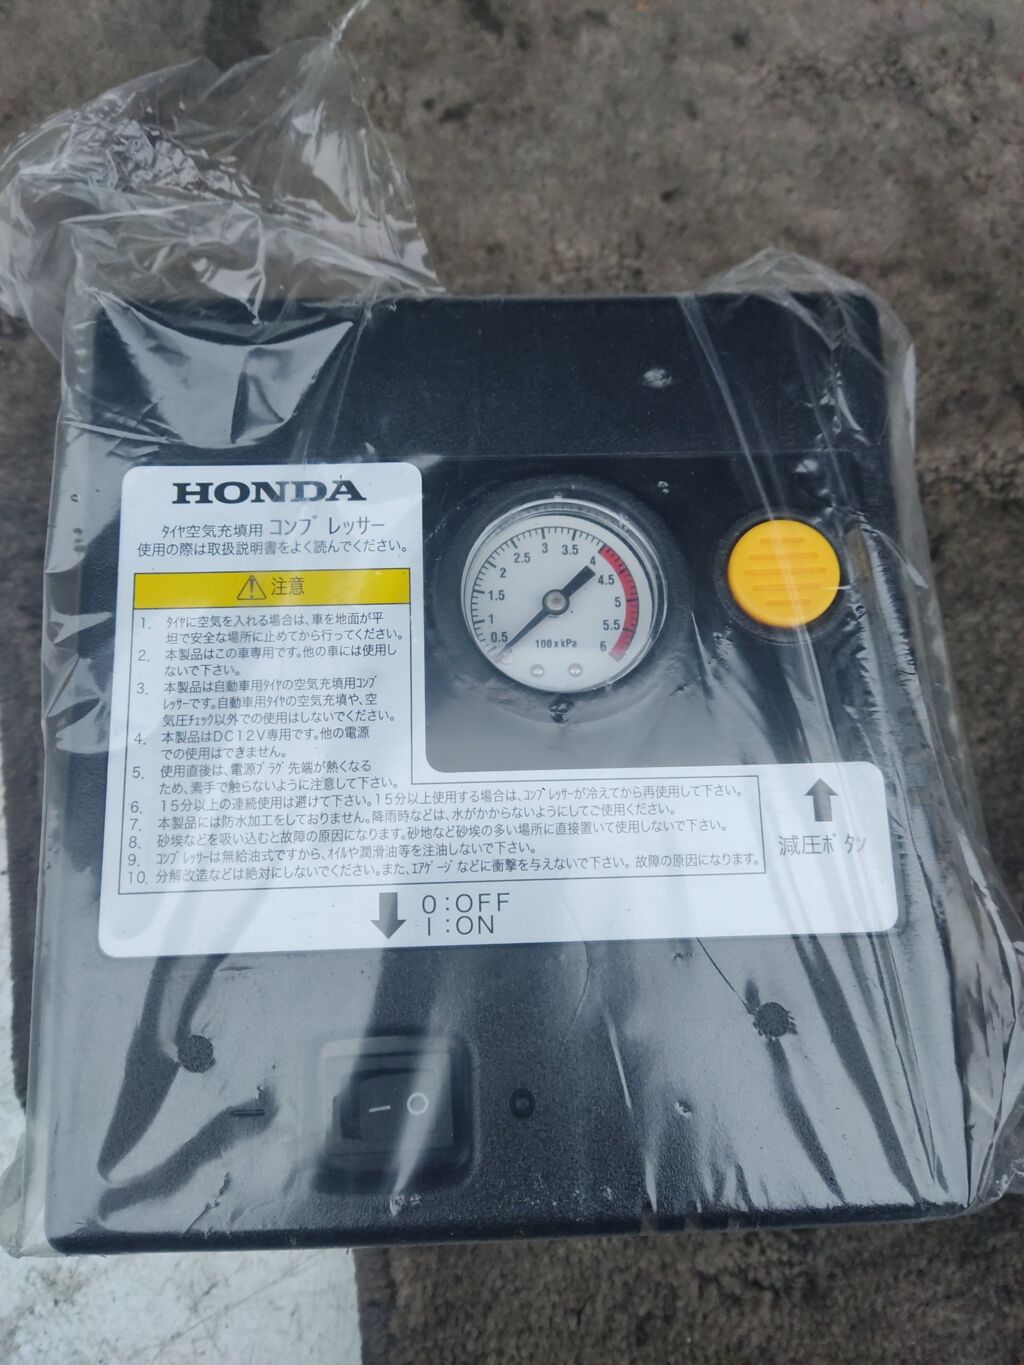 HONDA
タイヤ空気充填用 コンプレッサー
使用の際は取扱説明書をよく読んでください。
注意
1. タイヤに空気を入れる場合は、車を地面が平
坦で安全な場所に止めてから行ってください。
2. 本製品はこの車専用です。他の車には使用し
ないで下さい。
3. 本製品は自動車用タイヤの空気充填用コンプ
レッサーです。自動車用タイヤの空気充填や、空
気圧チェック以外での使用はしないでください。
4. 本製品はDC12V専用です。他の電源
での使用はできません。
5. 使用直後は、電源プラグ先端が熱くなる
ため、素手で触らないように注意して下さい。
6. 15分以上の連続使用は避けて下さい。15分以上使用する場合は、コンプレッサーが冷えてから再使用して下さい。
7. 本製品には防水加工をしておりません。降雨時などは、水がかからないようにしてご使用ください。
8. 砂埃などを吸い込むと故障の原因になります。砂地など砂埃の多い場所に直接置いて使用しないで下さい。
9. コンプレッサーは無給油式ですから、オイルや潤滑油等を注油しないで下さい。
10. 分解改造などは絶対にしないでください。また、エアゲージなどに衝撃を与えないで下さい。故障の原因になります。
0.5 1 1.5 2 2.5 3 3.5 4 4.5 5 5.5 6
100 x kPa
減圧ボタン
O:OFF
I:ON
– O